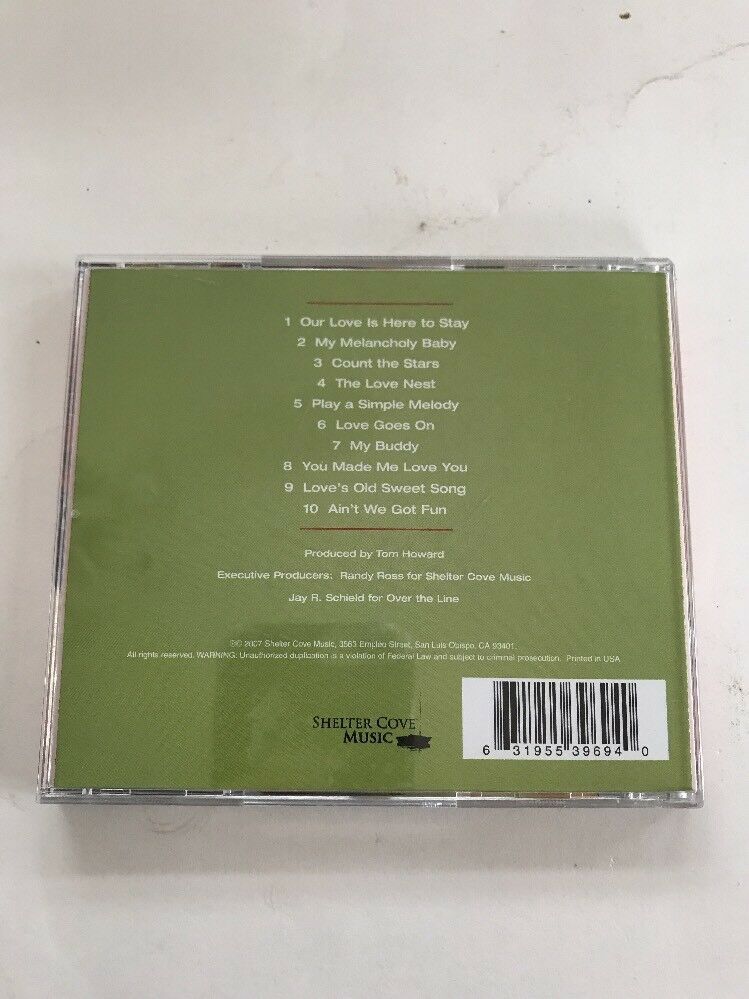 1 Our Love Is Here to Stay
2 My Melancholy Baby
3 Count the Stars
4 The Love Nest
5 Play a Simple Melody
6 Love Goes On
7 My Buddy
8 You Made Me Love You
9 Love's Old Sweet Song
10 Ain't We Got Fun
Produced by Tom Howard
Executive Producers: Randy Ross for Shelter Cove Music
Jay R. Schield for Over the Line
℗© 2007 Shelter Cove Music, 3563 Empleo Street, San Luis Obispo, CA 93401.
All rights reserved. WARNING: Unauthorized duplication is a violation of Federal Law and subject to criminal prosecution. Printed in USA
SHELTER COVE
MUSIC
6 31955 39694 0